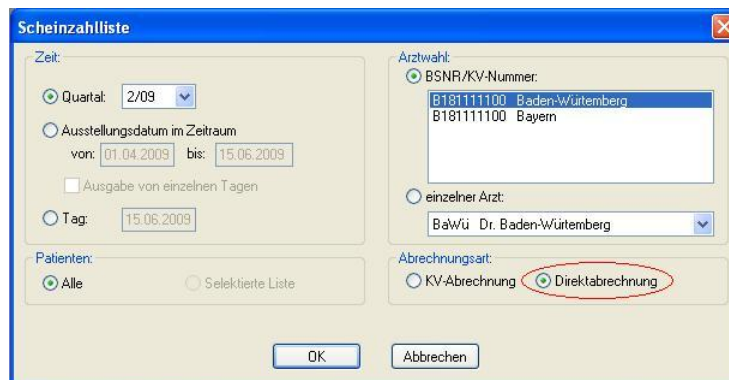 Scheinzahlliste
Zeit:
Quartal: 2/09
Ausstellungsdatum im Zeitraum
von: 01.04.2009 bis: 15.06.2009
Ausgabe von einzelnen Tagen
Tag: 15.06.2009
Patienten:
Alle Selektierte Liste
Arztwahl:
BSNR/KV-Nummer:
B181111100 Baden-Würtemberg
B181111100 Bayern
einzelner Arzt:
BaWü Dr. Baden-Würtemberg
Abrechnungsart:
KV-Abrechnung Direktabrechnung
OK Abbrechen